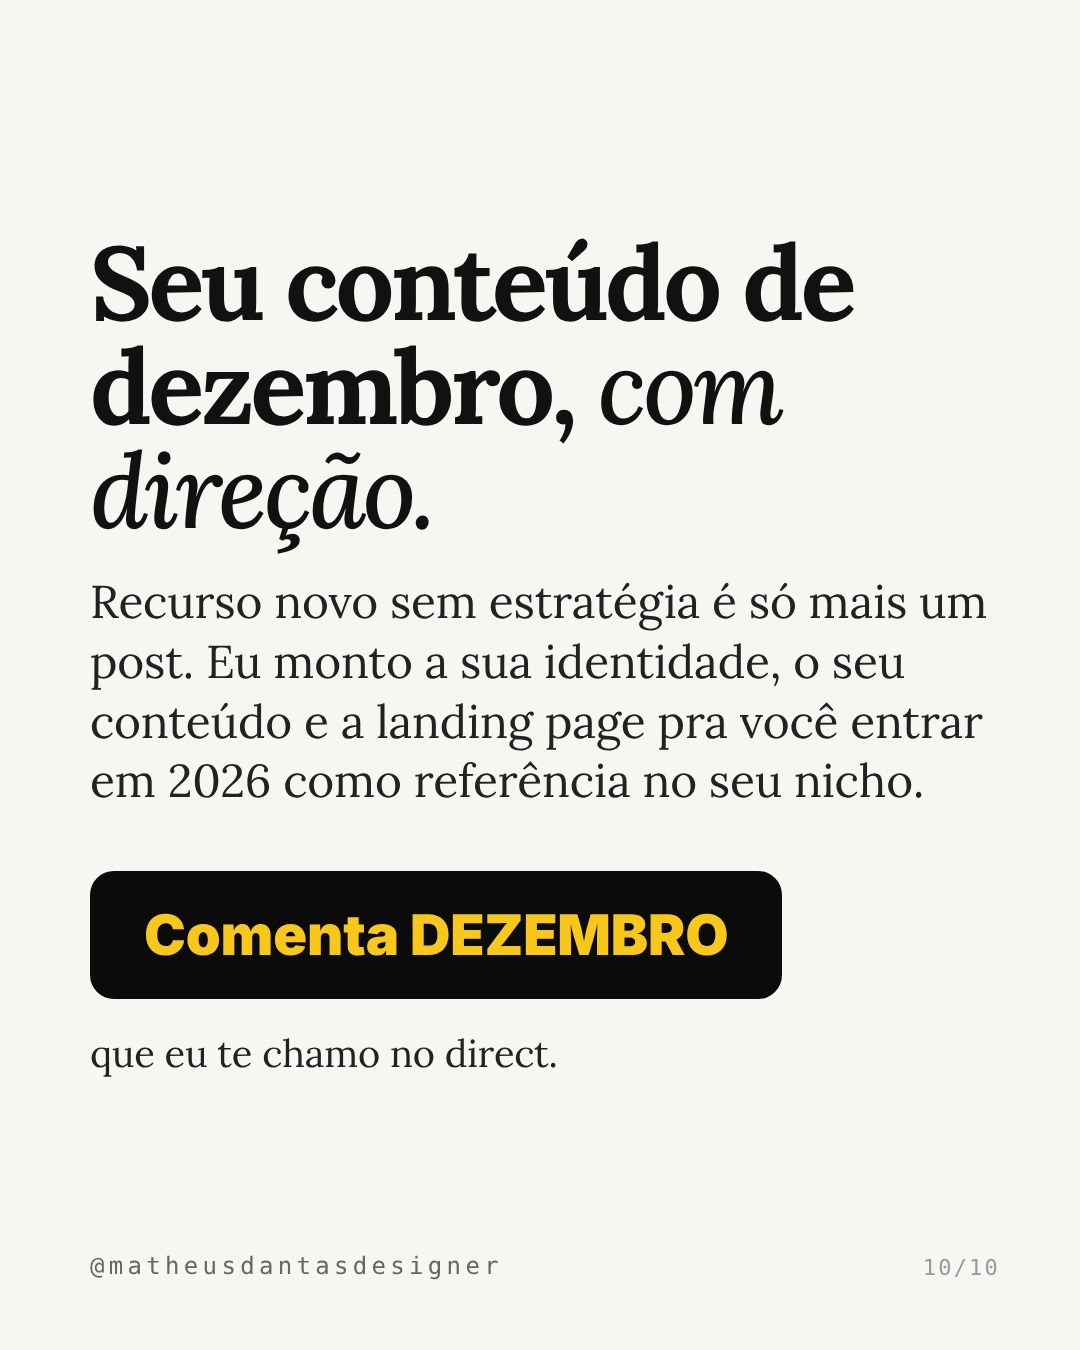 Seu conteúdo de
dezembro, com
direção.
Recurso novo sem estratégia é só mais um
post. Eu monto a sua identidade, o seu
conteúdo e a landing page pra você entrar
em 2026 como referência no seu nicho.
Comenta DEZEMBRO
que eu te chamo no direct.
@matheusdantasdesigner
10/10